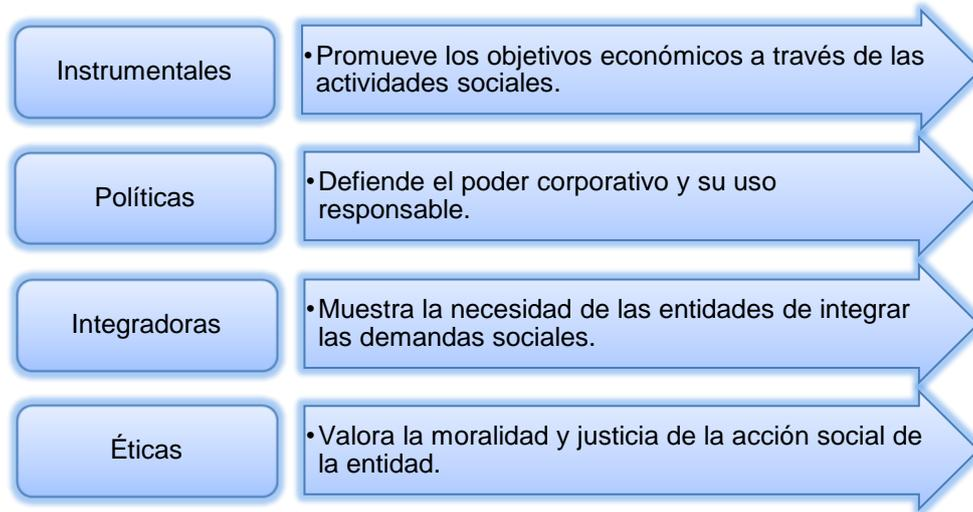 Instrumentales
•Promueve los objetivos económicos a través de las
actividades sociales.
Políticas
•Defiende el poder corporativo y su uso
responsable.
Integradoras
•Muestra la necesidad de las entidades de integrar
las demandas sociales.
Éticas
•Valora la moralidad y justicia de la acción social de
la entidad.